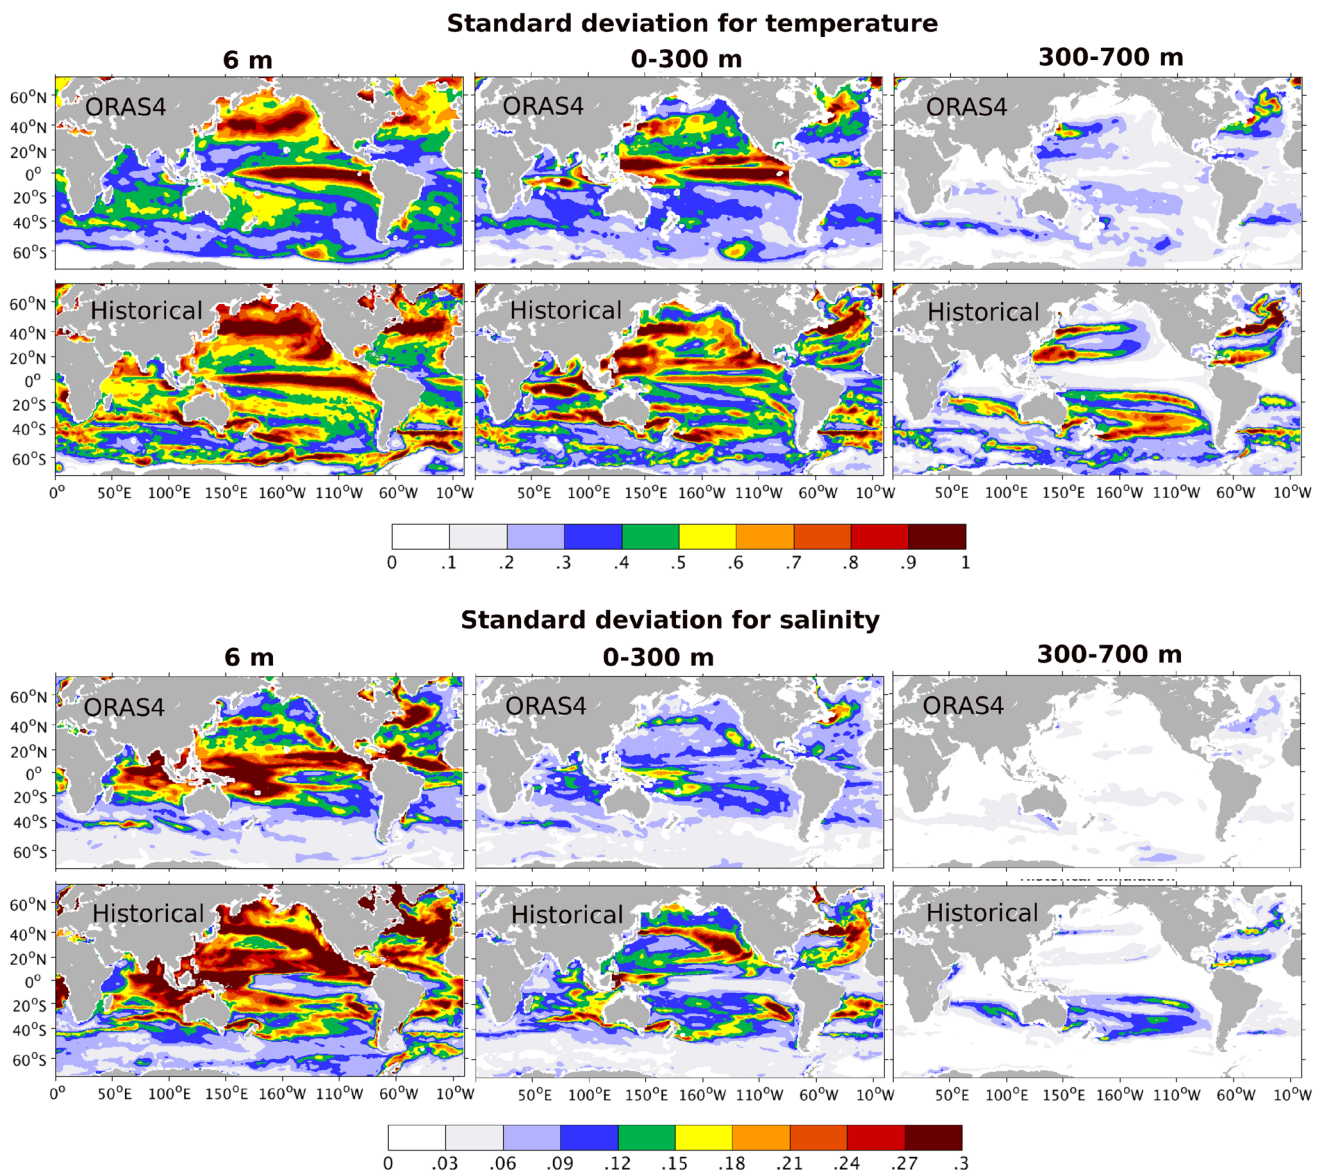 Standard deviation for temperature
6 m 0-300 m 300-700 m
60°N ORAS4 ORAS4 ORAS4
40°N
20°N
0°
20°S
40°S
60°S
60°N Historical Historical Historical
40°N
20°N
0°
20°S
40°S
60°S
0° 50°E 100°E 150°E 160°W 110°W 60°W 10°W 50°E 100°E 150°E 160°W 110°W 60°W 10°W 50°E 100°E 150°E 160°W 110°W 60°W 10°W
0 .1 .2 .3 .4 .5 .6 .7 .8 .9 1
Standard deviation for salinity
6 m 0-300 m 300-700 m
60°N ORAS4 ORAS4 ORAS4
40°N
20°N
0°
20°S
40°S
60°S
60°N Historical Historical Historical
40°N
20°N
0°
20°S
40°S
60°S
0° 50°E 100°E 150°E 160°W 110°W 60°W 10°W 50°E 100°E 150°E 160°W 110°W 60°W 10°W 50°E 100°E 150°E 160°W 110°W 60°W 10°W
0 .03 .06 .09 .12 .15 .18 .21 .24 .27 .3